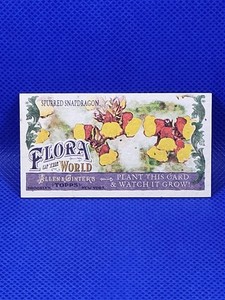 SPURRED SNAPDRAGON
FLORA
OF THE
WORLD
ALLEN & GINTER'S
TOPPS
PLANT THIS CARD
& WATCH IT GROW!